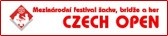 Mezinárodní festival šachu, bridže a her
CZECH OPEN